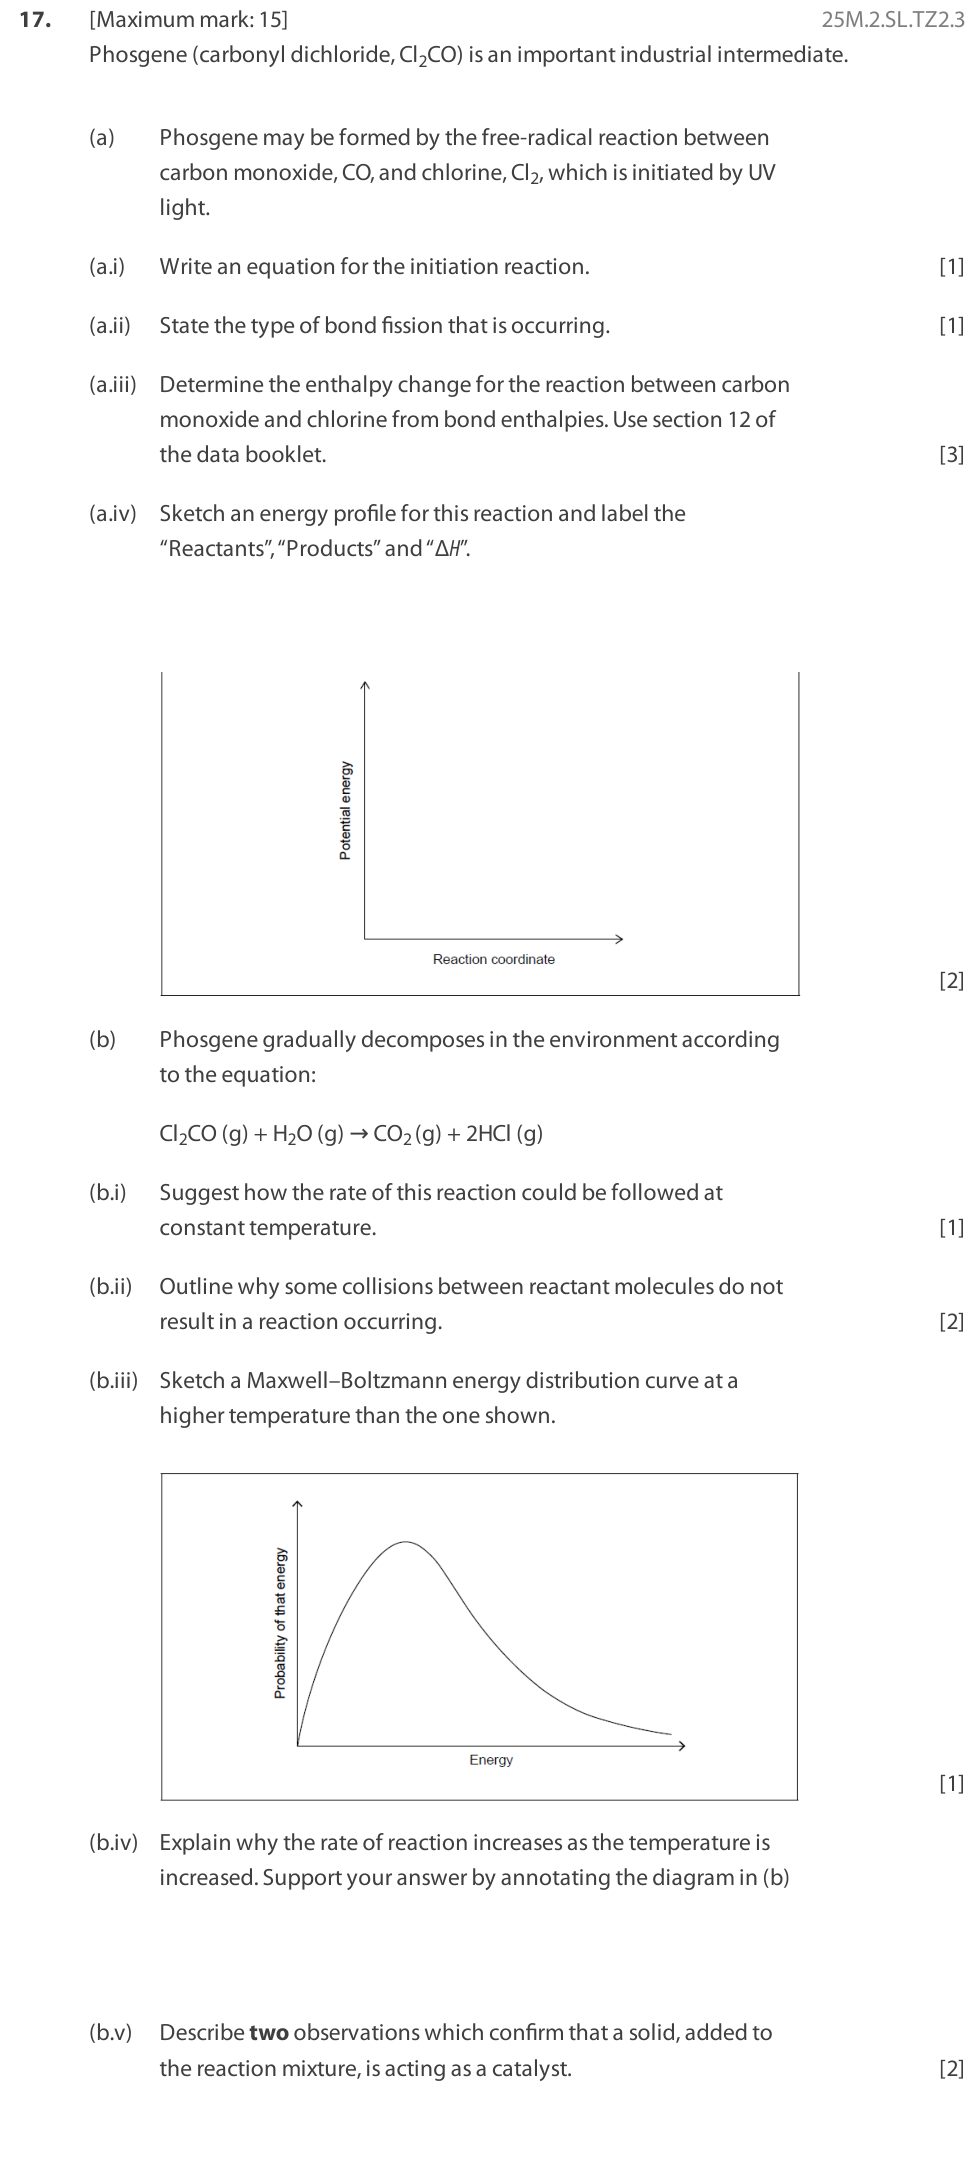 17. [Maximum mark: 15] 25M.2.SL.TZ2.3
Phosgene (carbonyl dichloride, Cl₂CO) is an important industrial intermediate.
(a) Phosgene may be formed by the free-radical reaction between
carbon monoxide, CO, and chlorine, Cl₂, which is initiated by UV
light.
(a.i) Write an equation for the initiation reaction. [1]
(a.ii) State the type of bond fission that is occurring. [1]
(a.iii) Determine the enthalpy change for the reaction between carbon
monoxide and chlorine from bond enthalpies. Use section 12 of
the data booklet. [3]
(a.iv) Sketch an energy profile for this reaction and label the
“Reactants”, “Products” and “ΔH”.
Potential energy
Reaction coordinate
[2]
(b) Phosgene gradually decomposes in the environment according
to the equation:
Cl₂CO (g) + H₂O (g) → CO₂ (g) + 2HCl (g)
(b.i) Suggest how the rate of this reaction could be followed at
constant temperature. [1]
(b.ii) Outline why some collisions between reactant molecules do not
result in a reaction occurring. [2]
(b.iii) Sketch a Maxwell–Boltzmann energy distribution curve at a
higher temperature than the one shown.
Probability of that energy
Energy
[1]
(b.iv) Explain why the rate of reaction increases as the temperature is
increased. Support your answer by annotating the diagram in (b)
(b.v) Describe two observations which confirm that a solid, added to
the reaction mixture, is acting as a catalyst. [2]